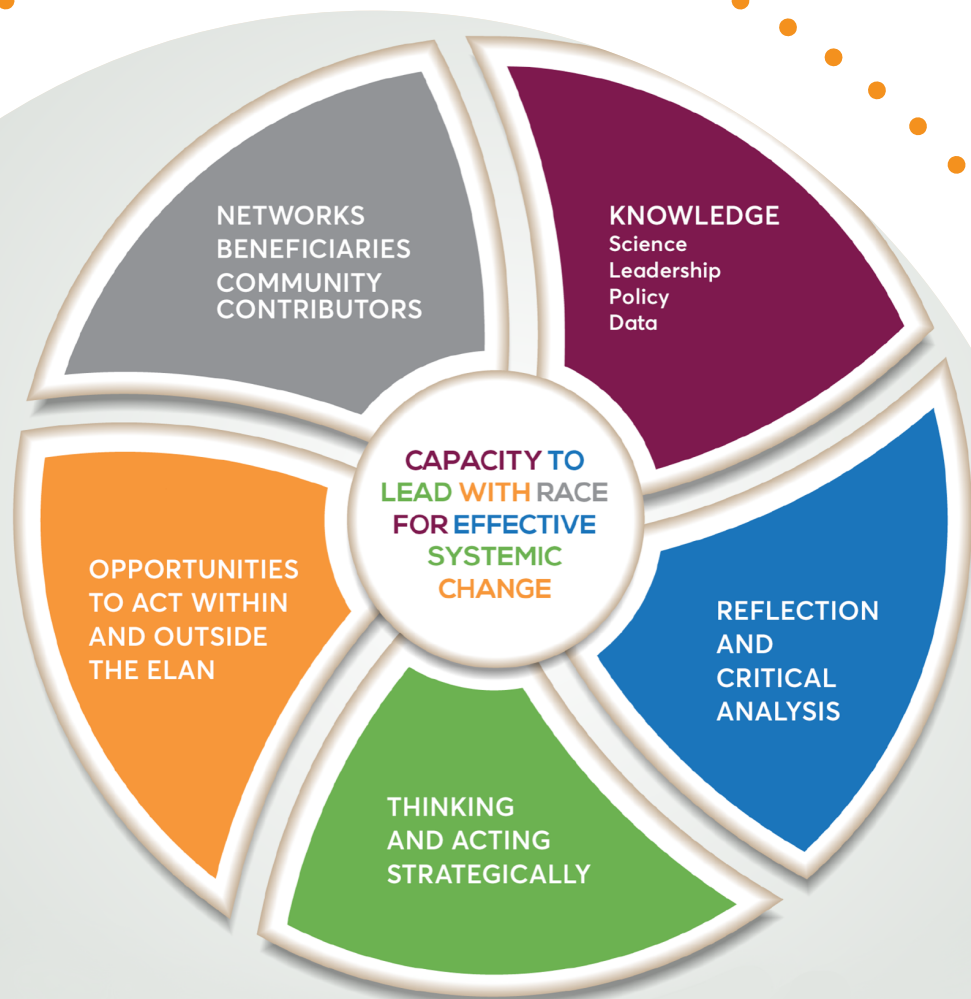 NETWORKS
BENEFICIARIES
COMMUNITY
CONTRIBUTORS
KNOWLEDGE
Science
Leadership
Policy
Data
CAPACITY TO
LEAD WITH RACE
FOR EFFECTIVE
SYSTEMIC
CHANGE
OPPORTUNITIES
TO ACT WITHIN
AND OUTSIDE
THE ELAN
REFLECTION
AND
CRITICAL
ANALYSIS
THINKING
AND ACTING
STRATEGICALLY